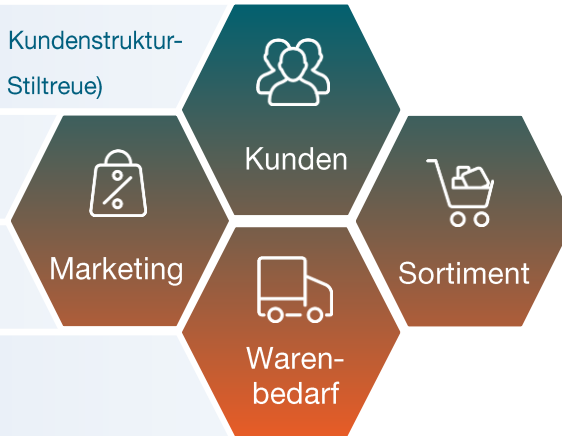 Kundenstruktur-
Stiltreue)
Kunden
Marketing
Sortiment
Waren-
bedarf